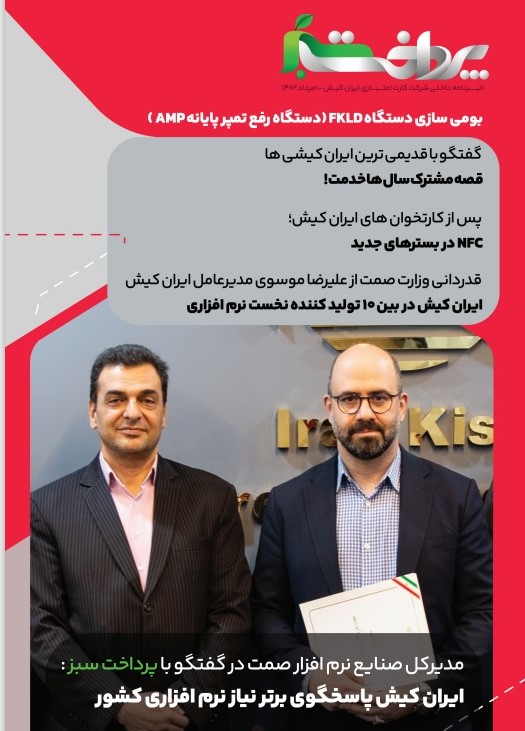 پرداخت سبز
خبرنامه داخلی شرکت کارت اعتباری ایران کیش - امرداد ۱۴۰۲
بومی سازی دستگاه FKLD (دستگاه رفع تمپر پایانه AMP )
گفتگو با قدیمی ترین ایران کیشی ها
قصه مشترک سال ها خدمت!
پس از کارتخوان های ایران کیش؛
NFC در بسترهای جدید
قدردانی وزارت صمت از علیرضا موسوی مدیرعامل ایران کیش
ایران کیش در بین ۱۰ تولید کننده نخست نرم افزاری
Iran Kis
مدیرکل صنایع نرم افزار صمت در گفتگو با پرداخت سبز :
ایران کیش پاسخگوی برتر نیاز نرم افزاری کشور